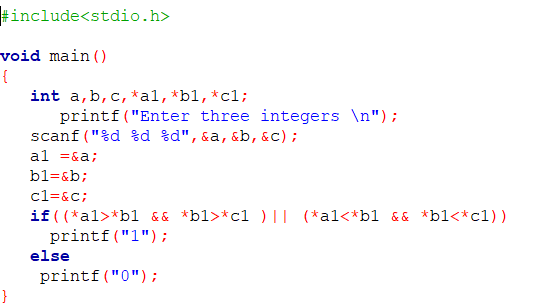 #include<stdio.h>
void main()
{
int a,b,c,*a1,*b1,*c1;
printf("Enter three integers \n");
scanf("%d %d %d",&a,&b,&c);
a1 =&a;
b1=&b;
c1=&c;
if((*a1>*b1 && *b1>*c1 )|| (*a1<*b1 && *b1<*c1))
printf("1");
else
printf("0");
}